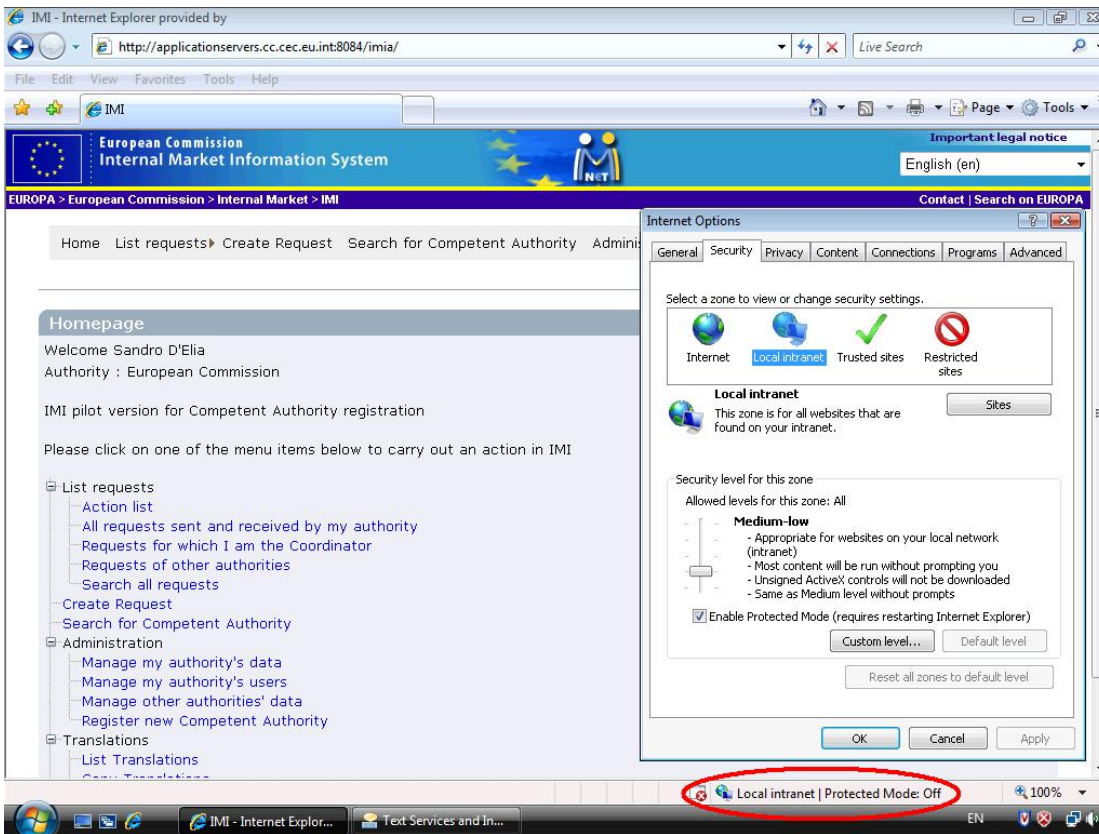 IMI - Internet Explorer provided by
http://applicationservers.cc.cec.eu.int:8084/imia/
Live Search
File Edit View Favorites Tools Help
IMI
Page Tools
European Commission
Internal Market Information System
NET
Important legal notice
English (en)
EUROPA > European Commission > Internal Market > IMI
Contact | Search on EUROPA
Home List requests Create Request Search for Competent Authority Adminis
Homepage
Welcome Sandro D'Elia
Authority : European Commission
IMI pilot version for Competent Authority registration
Please click on one of the menu items below to carry out an action in IMI
List requests
Action list
All requests sent and received by my authority
Requests for which I am the Coordinator
Requests of other authorities
Search all requests
Create Request
Search for Competent Authority
Administration
Manage my authority's data
Manage my authority's users
Manage other authorities' data
Register new Competent Authority
Translations
List Translations
Internet Options
General Security Privacy Content Connections Programs Advanced
Select a zone to view or change security settings.
Internet
Local intranet
Trusted sites
Restricted
sites
Local intranet
This zone is for all websites that are
found on your intranet.
Sites
Security level for this zone
Allowed levels for this zone: All
Medium-low
- Appropriate for websites on your local network
(intranet)
- Most content will be run without prompting you
- Unsigned ActiveX controls will not be downloaded
- Same as Medium level without prompts
Enable Protected Mode (requires restarting Internet Explorer)
Custom level... Default level
Reset all zones to default level
OK Cancel Apply
Local intranet | Protected Mode: Off
100%
IMI - Internet Explor...
Text Services and In...
EN